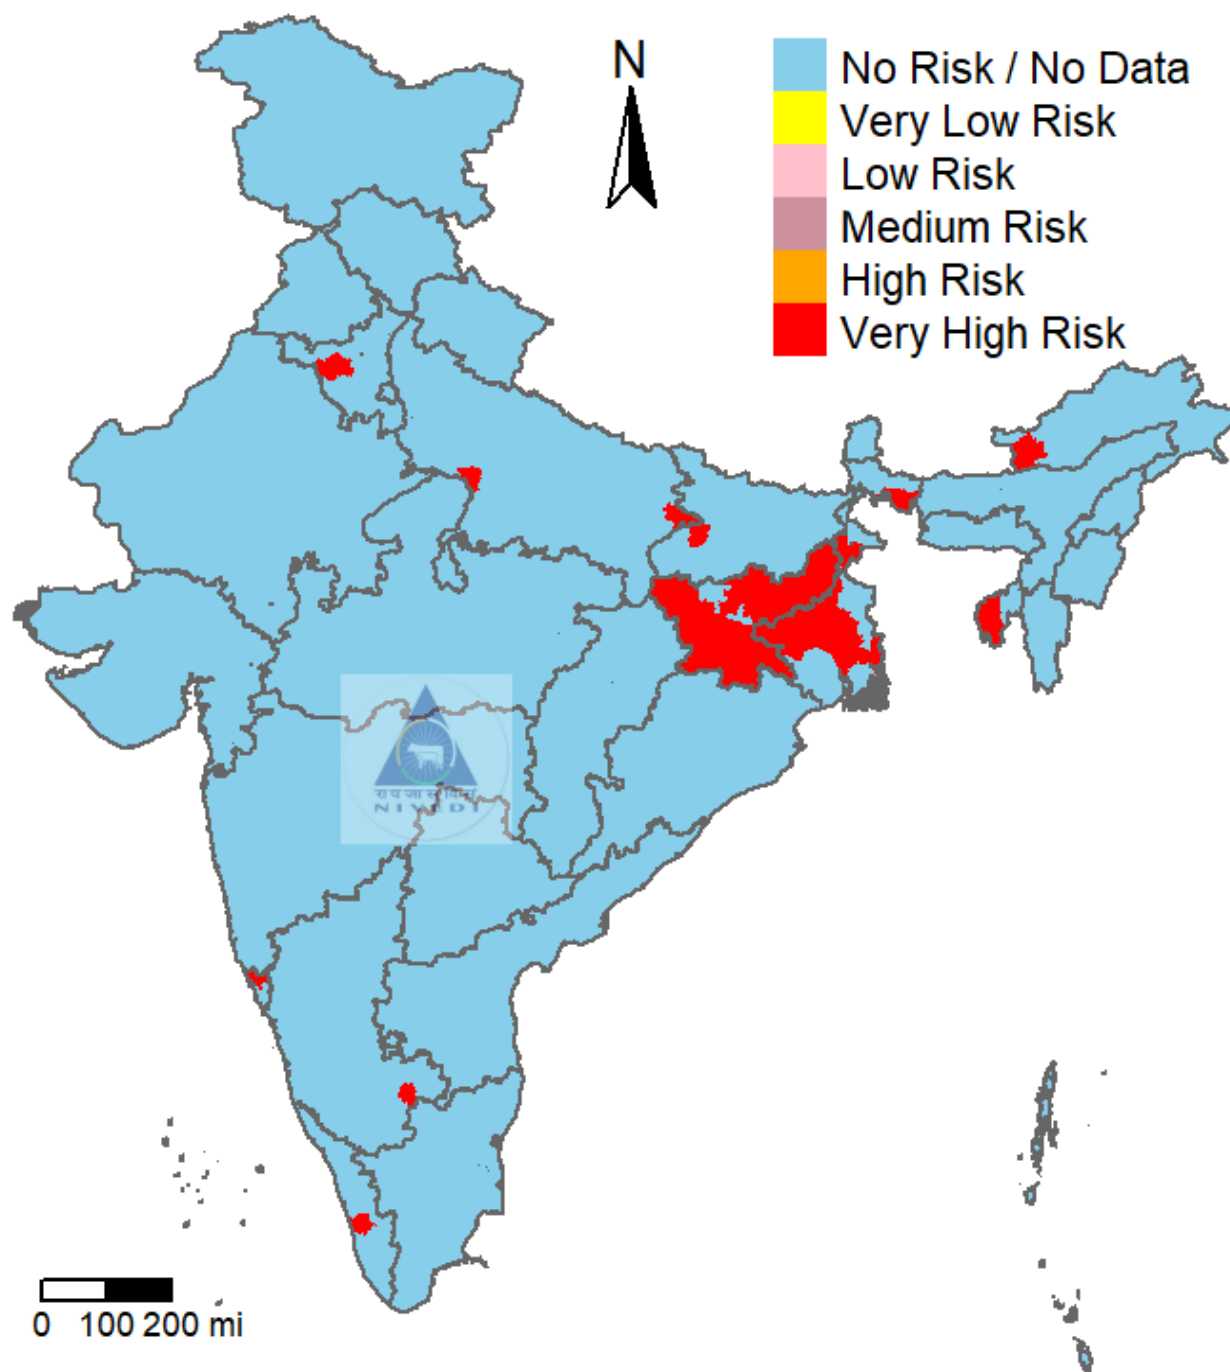 N
No Risk / No Data
Very Low Risk
Low Risk
Medium Risk
High Risk
Very High Risk
NIVEDI
0 100 200 mi